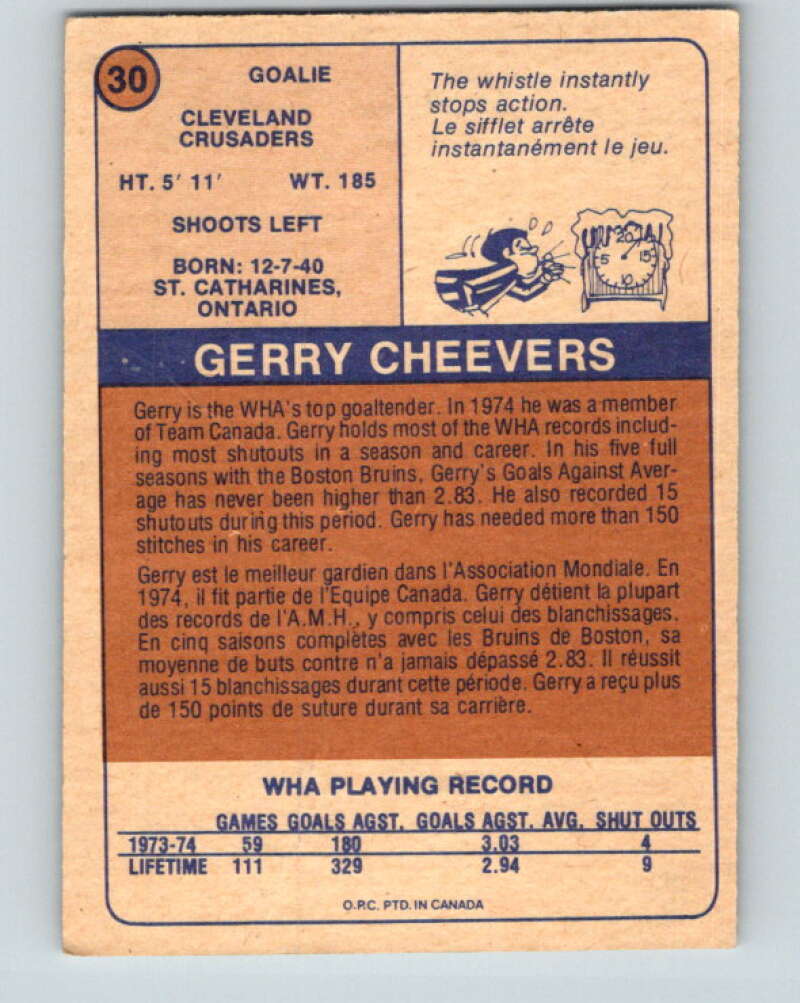 30
GOALIE
CLEVELAND
CRUSADERS
HT. 5' 11' WT. 185
SHOOTS LEFT
BORN: 12-7-40
ST. CATHARINES,
ONTARIO
The whistle instantly
stops action.
Le sifflet arrête
instantanément le jeu.
20
5 15
10
GERRY CHEEVERS
Gerry is the WHA's top goaltender. In 1974 he was a member
of Team Canada. Gerry holds most of the WHA records includ-
ing most shutouts in a season and career. In his five full
seasons with the Boston Bruins, Gerry's Goals Against Aver-
age has never been higher than 2.83. He also recorded 15
shutouts during this period. Gerry has needed more than 150
stitches in his career.
Gerry est le meilleur gardien dans l'Association Mondiale. En
1974, il fit partie de l'Equipe Canada. Gerry détient la plupart
des records de l'A.M.H., y compris celui des blanchissages.
En cinq saisons complètes avec les Bruins de Boston, sa
moyenne de buts contre n'a jamais dépassé 2.83. Il réussit
aussi 15 blanchissages durant cette période. Gerry a reçu plus
de 150 points de suture durant sa carrière.
WHA PLAYING RECORD
GAMES GOALS AGST. GOALS AGST. AVG. SHUT OUTS
1973-74 59 180 3.03 4
LIFETIME 111 329 2.94 9
O.P.C. PTD. IN CANADA